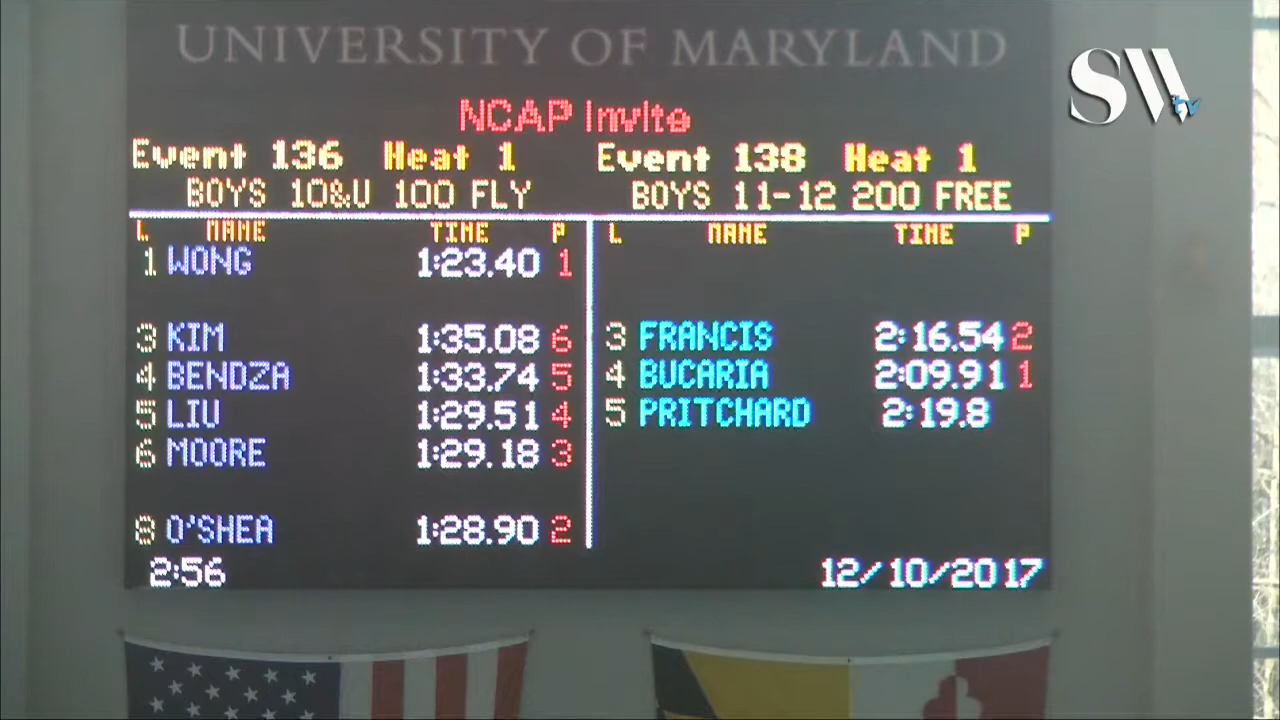 UNIVERSITY OF MARYLAND
SW TV
NCAP Invite
Event 136 Heat 1 Event 138 Heat 1
BOYS 10&U 100 FLY BOYS 11-12 200 FREE
L NAME TIME P L NAME TIME P
1 WONG 1:23.40 1
3 KIM 1:35.08 6 3 FRANCIS 2:16.54 2
4 BENDZA 1:33.74 5 4 BUCARIA 2:09.91 1
5 LIU 1:29.51 4 5 PRITCHARD 2:19.8
6 MOORE 1:29.18 3
8 O'SHEA 1:28.90 2
2:56 12/10/2017